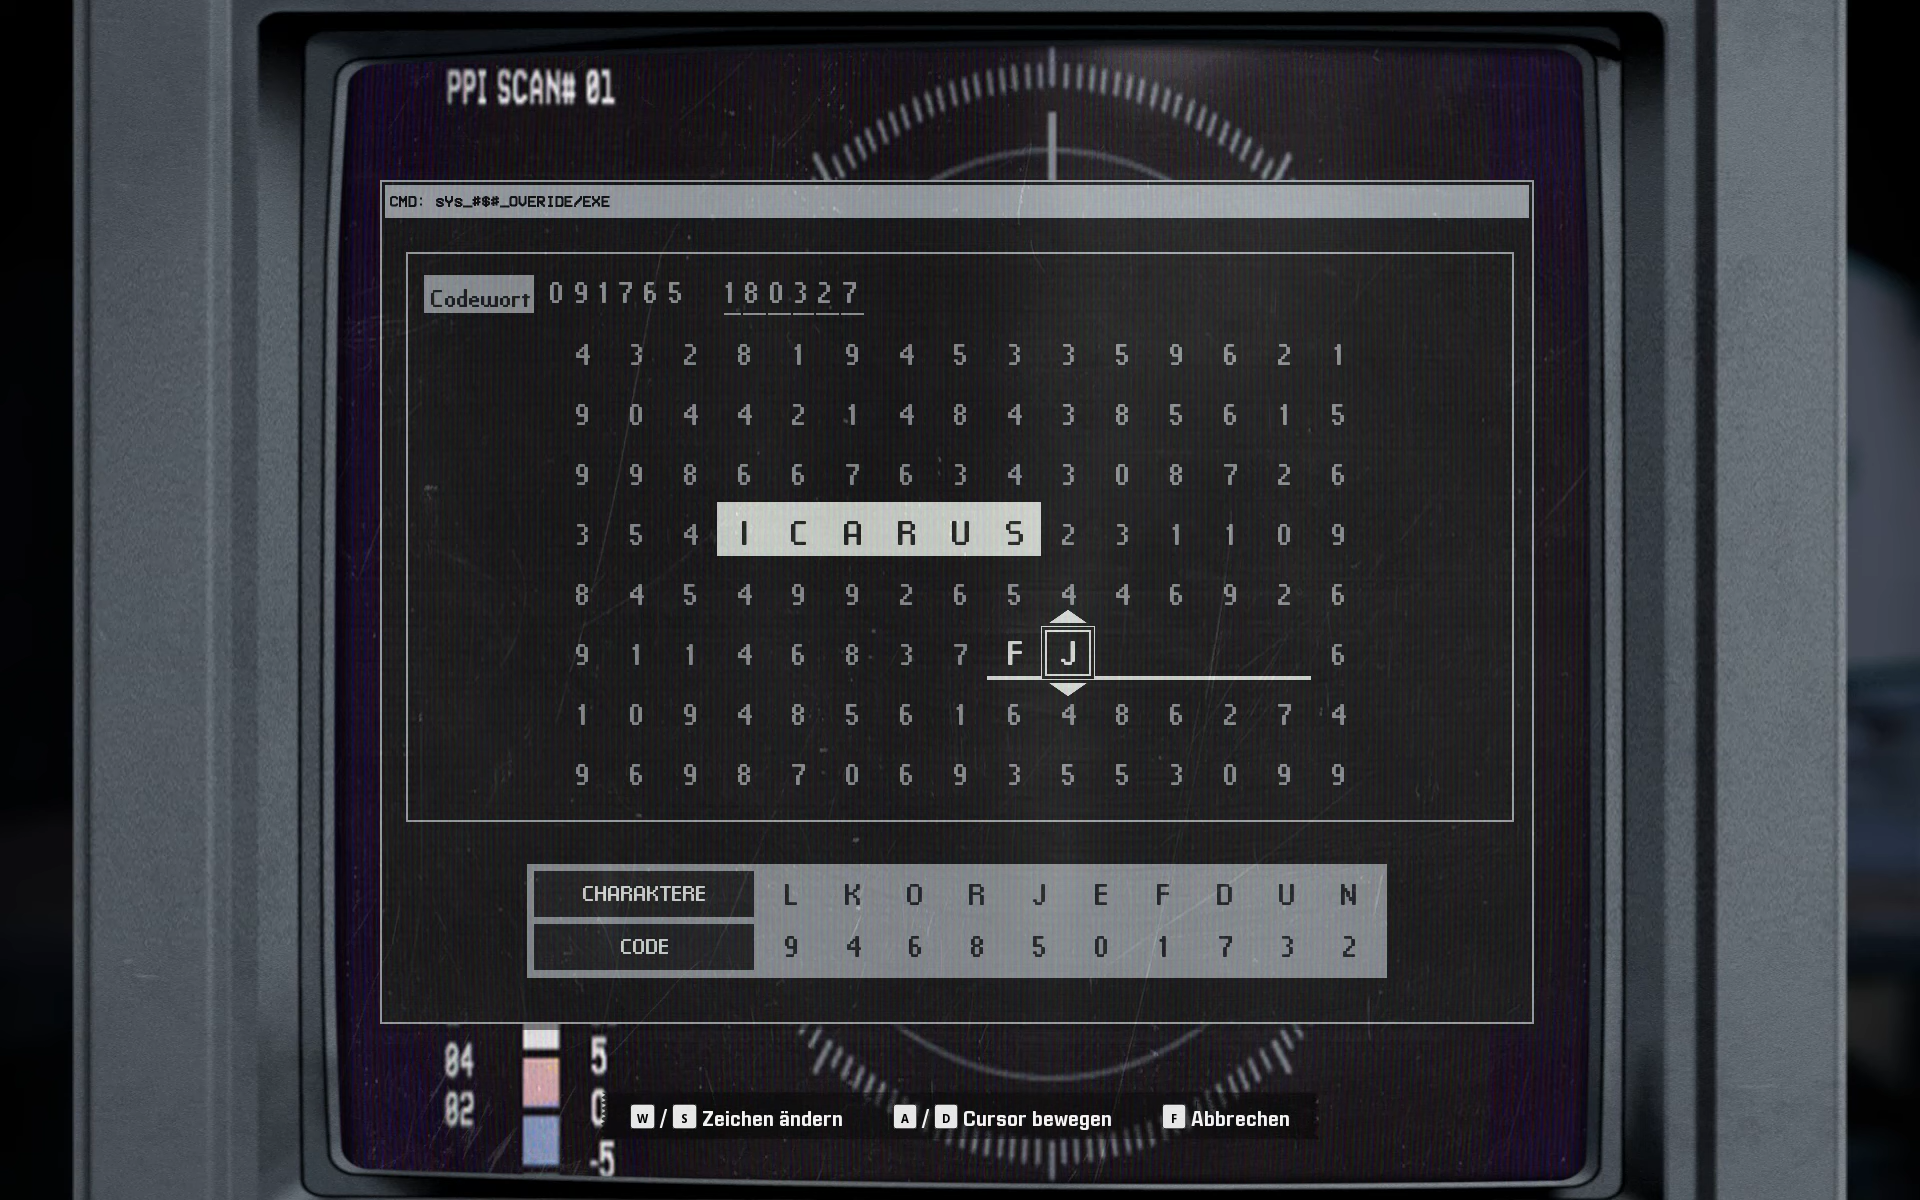 PPI SCAN# 01
CMD: sYs_#$#_OVERIDE/EXE
Codewort 091765 180327
4 3 2 8 1 9 4 5 3 3 5 9 6 2 1
9 0 4 4 2 1 4 8 4 3 8 5 6 1 5
9 9 8 6 6 7 6 3 4 3 0 8 7 2 6
3 5 4 I C A R U S 2 3 1 1 0 9
8 4 5 4 9 9 2 6 5 4 4 6 9 2 6
9 1 1 4 6 8 3 7 F J 6
1 0 9 4 8 5 6 1 6 4 8 6 2 7 4
9 6 9 8 7 0 6 9 3 5 5 3 0 9 9
CHARAKTERE L K O R J E F D U N
CODE 9 4 6 8 5 0 1 7 3 2
04 5
02 0
-5
W / S Zeichen ändern A / D Cursor bewegen F Abbrechen